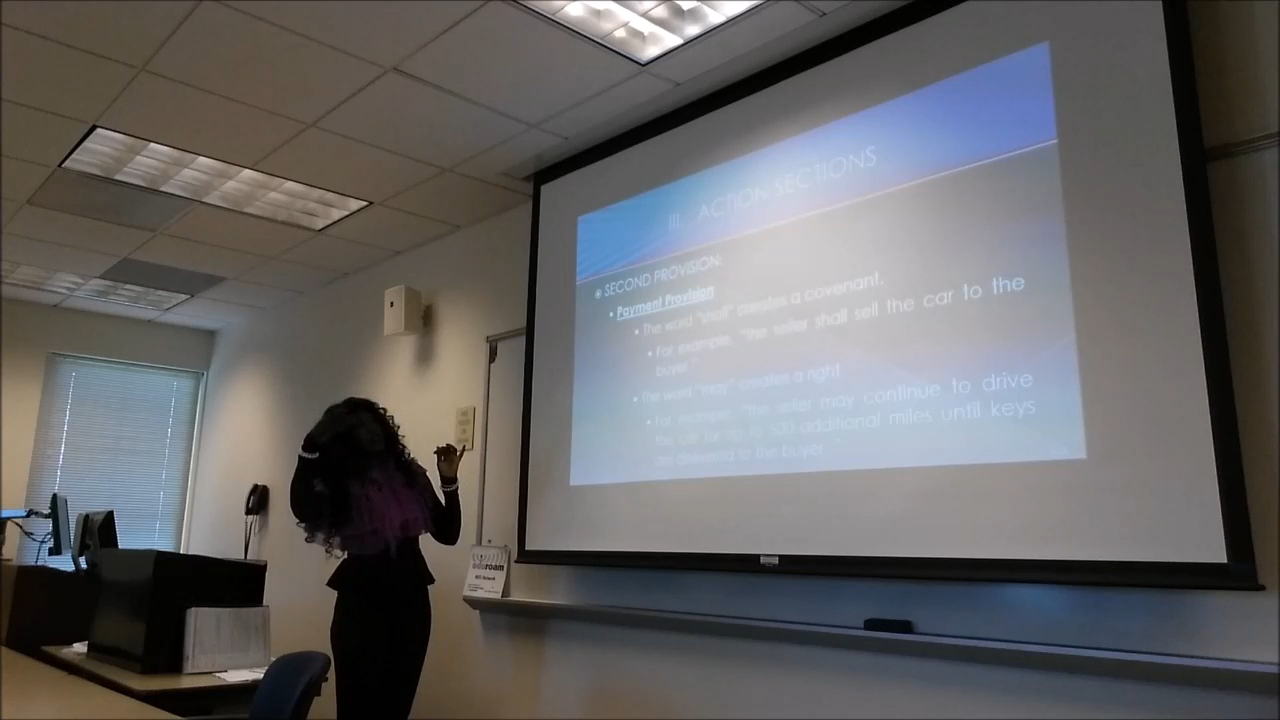 III ACTION SECTIONS
SECOND PROVISION:
Payment Provision
The word "shall" creates a covenant.
For example, "the seller shall sell the car to the
buyer."
The word "may" creates a right
For example: "The seller may continue to drive
the car for up to 500 additional miles until keys
are delivered to the buyer."
eduroam